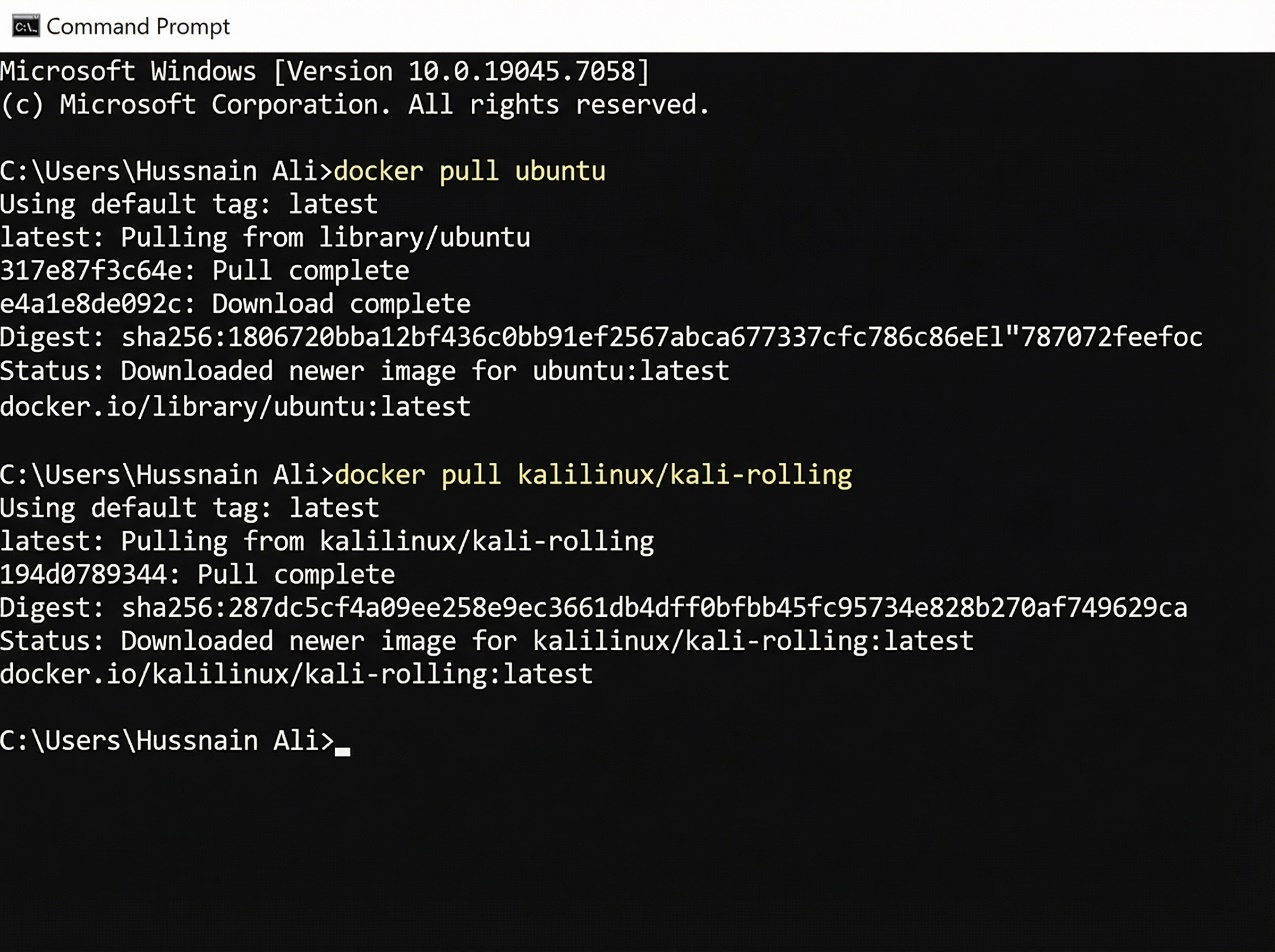 Command Prompt
Microsoft Windows [Version 10.0.19045.7058]
(c) Microsoft Corporation. All rights reserved.
C:\Users\Hussnain Ali>docker pull ubuntu
Using default tag: latest
latest: Pulling from library/ubuntu
317e87f3c64e: Pull complete
e4a1e8de092c: Download complete
Digest: sha256:1806720bba12bf436c0bb91ef2567abca677337cfc786c86eEl"787072feefoc
Status: Downloaded newer image for ubuntu:latest
docker.io/library/ubuntu:latest
C:\Users\Hussnain Ali>docker pull kalilinux/kali-rolling
Using default tag: latest
latest: Pulling from kalilinux/kali-rolling
194d0789344: Pull complete
Digest: sha256:287dc5cf4a09ee258e9ec3661db4dff0bfbb45fc95734e828b270af749629ca
Status: Downloaded newer image for kalilinux/kali-rolling:latest
docker.io/kalilinux/kali-rolling:latest
C:\Users\Hussnain Ali>